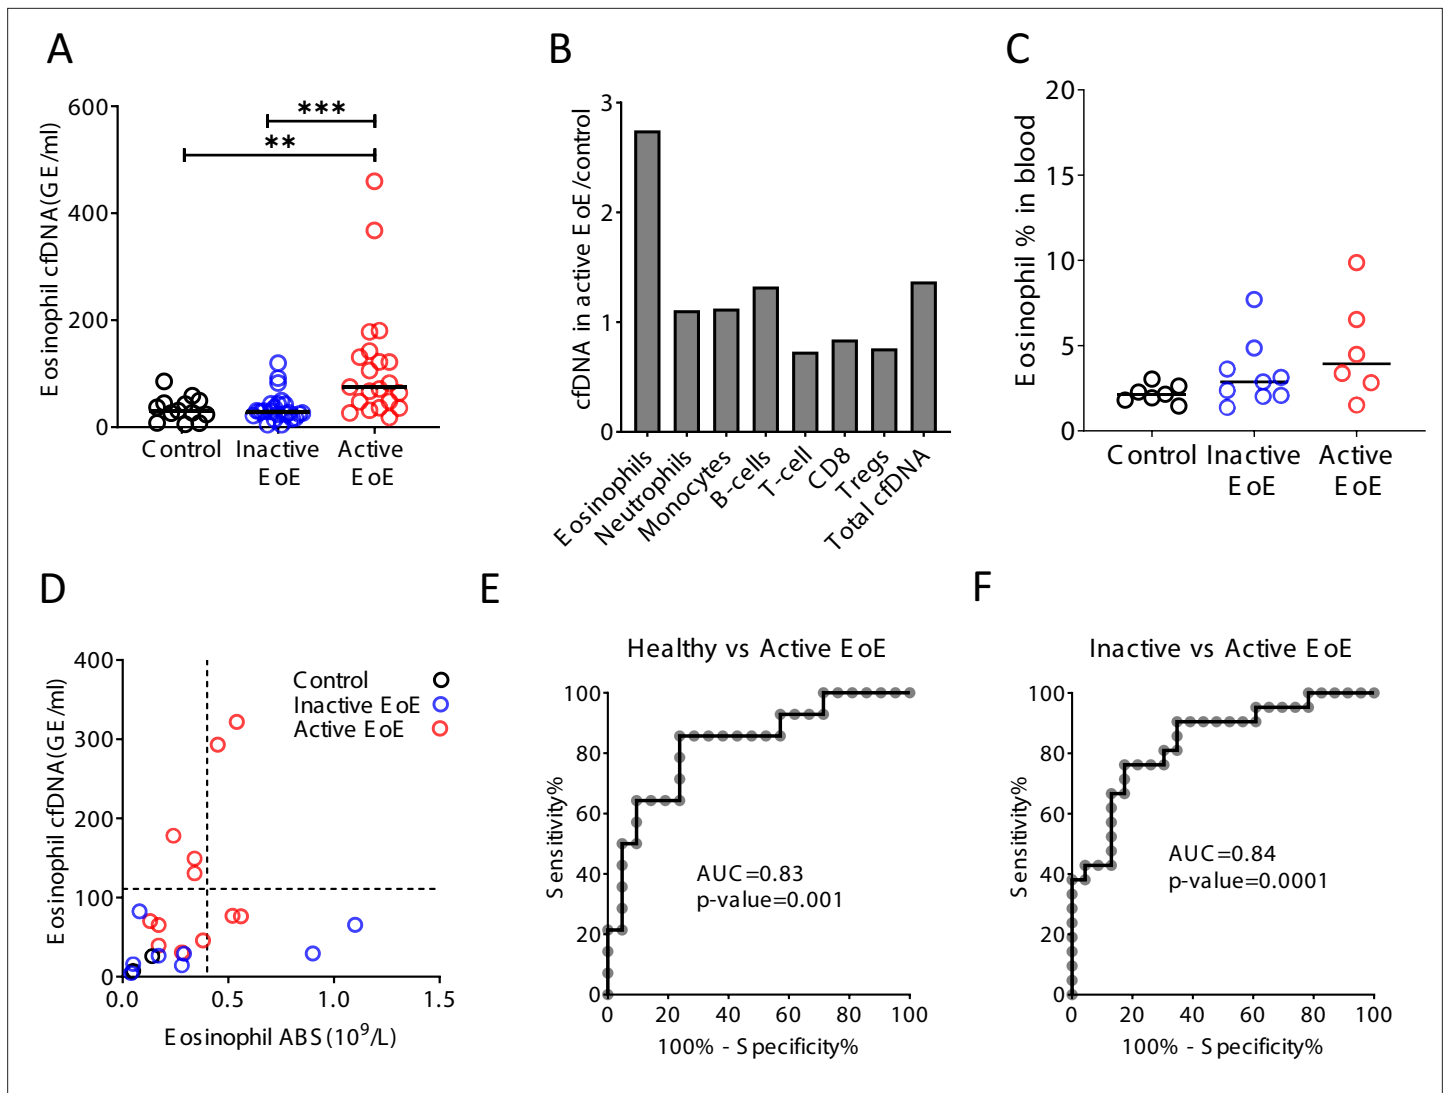 A
Eosinophil cfDNA(GE/ml)
600
400
200
0
***
**
Control
Inactive
EoE
Active
EoE
B
cfDNA in active EoE/control
3
2
1
0
Eosinophils
Neutrophils
Monocytes
B-cells
T-cell
CD8
Tregs
Total cfDNA
C
Eosinophil % in blood
20
15
10
5
0
Control
Inactive
EoE
Active
EoE
D
Eosinophil cfDNA(GE/ml)
400
300
200
100
0
Control
Inactive EoE
Active EoE
0.0
0.5
1.0
1.5
Eosinophil ABS(10⁹/L)
E
Healthy vs Active EoE
Sensitivity%
100
80
60
40
20
0
AUC=0.83
p-value=0.001
0
20
40
60
80
100
100% - Specificity%
F
Inactive vs Active EoE
Sensitivity%
100
80
60
40
20
0
AUC=0.84
p-value=0.0001
0
20
40
60
80
100
100% - Specificity%